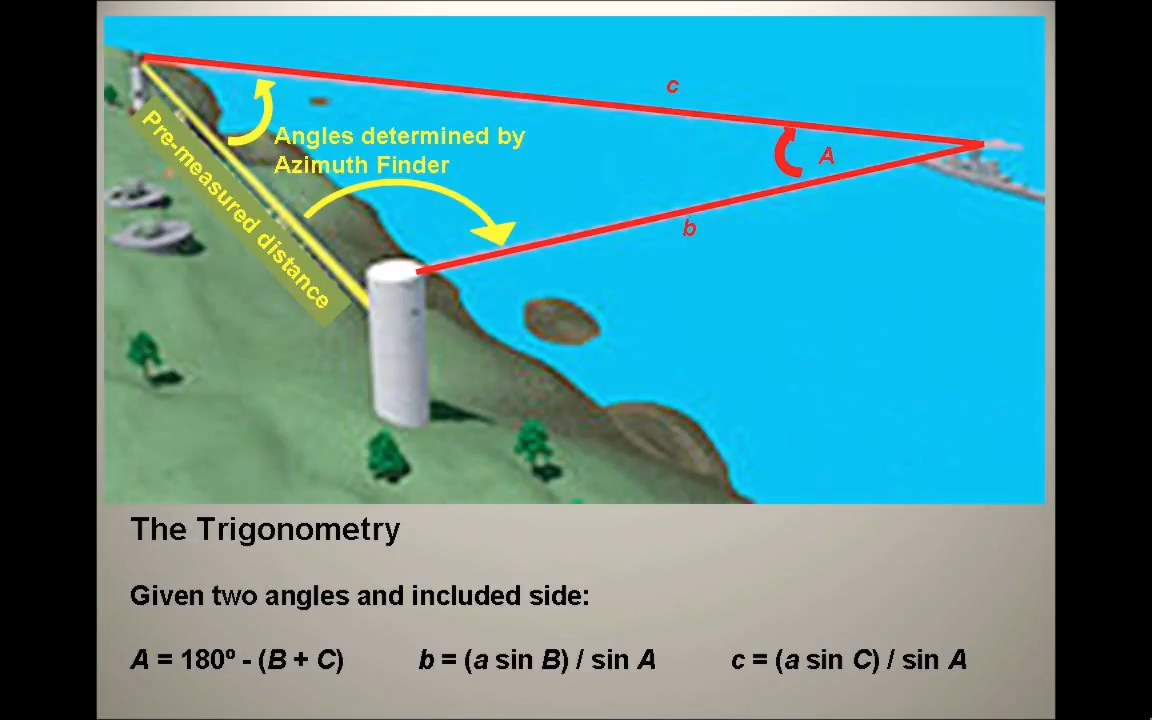 c
Angles determined by
Azimuth Finder
A
Pre-measured distance
b
The Trigonometry
Given two angles and included side:
A = 180º - (B + C) b = (a sin B) / sin A c = (a sin C) / sin A